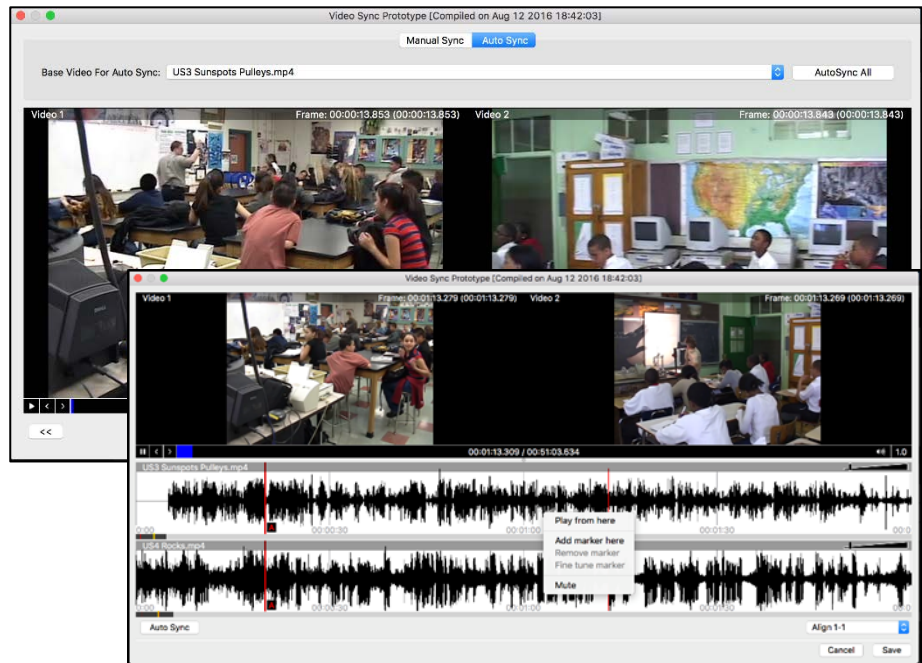 Video Sync Prototype [Compiled on Aug 12 2016 18:42:03]
Manual Sync Auto Sync
Base Video For Auto Sync: US3 Sunspots Pulleys.mp4 AutoSync All
Video 1 Frame: 00:00:13.853 (00:00:13.853) Video 2 Frame: 00:00:13.843 (00:00:13.843)
<<
Video Sync Prototype [Compiled on Aug 12 2016 18:42:03]
Video 1 Frame: 00:01:13.279 (00:01:13.279) Video 2 Frame: 00:01:13.269 (00:01:13.269)
00:01:13.309 / 00:51:03.634 1.0
US3 Sunspots Pulleys.mp4
A
0:00 00:00:30 00:01:00 00:01:30 00:0
Play from here
Add marker here
Remove marker
Fine tune marker
Mute
US4 Rocks.mp4
A
0:00 00:00:30 00:01:00 00:01:30 00:0
Auto Sync Align 1-1
Cancel Save